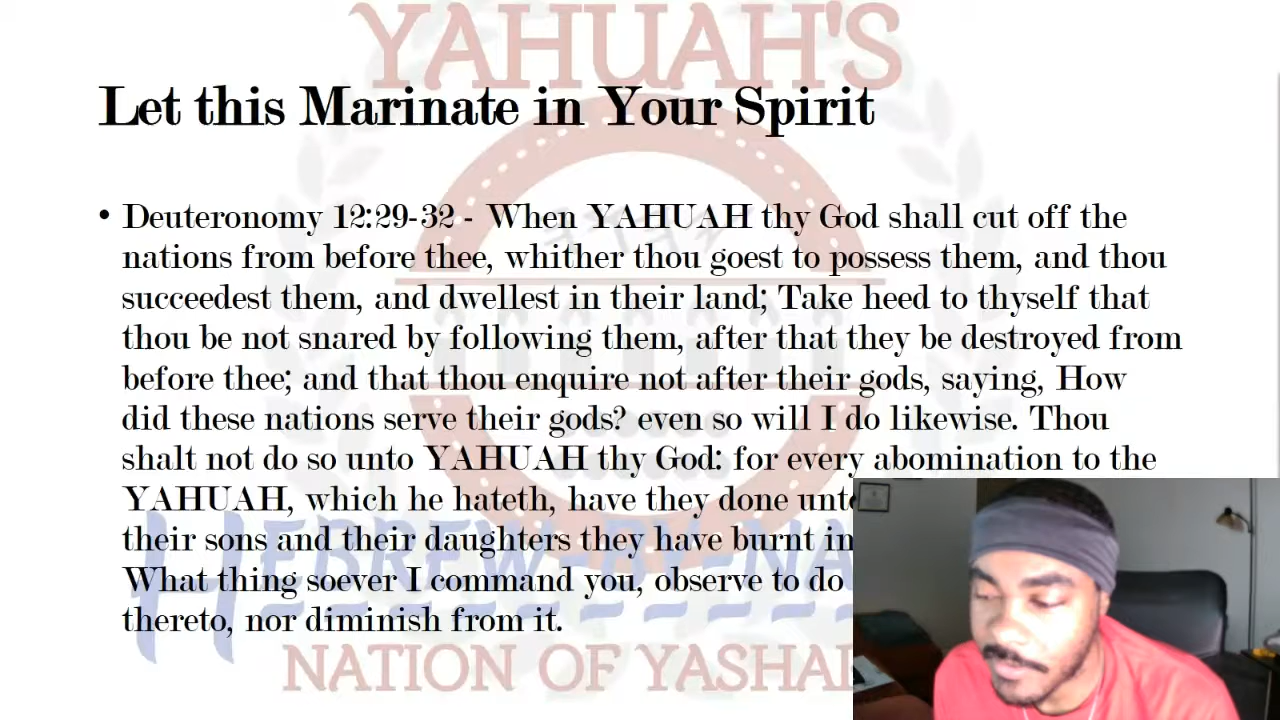 YAHUAH'S
Let this Marinate in Your Spirit
• Deuteronomy 12:29-32 - When YAHUAH thy God shall cut off the
nations from before thee, whither thou goest to possess them, and thou
succeedest them, and dwellest in their land; Take heed to thyself that
thou be not snared by following them, after that they be destroyed from
before thee; and that thou enquire not after their gods, saying, How
did these nations serve their gods? even so will I do likewise. Thou
shalt not do so unto YAHUAH thy God: for every abomination to the
YAHUAH, which he hateth, have they done
their sons and their daughters they have burnt in
What thing soever I command you, observe to do
thereto, nor diminish from it.
NATION OF